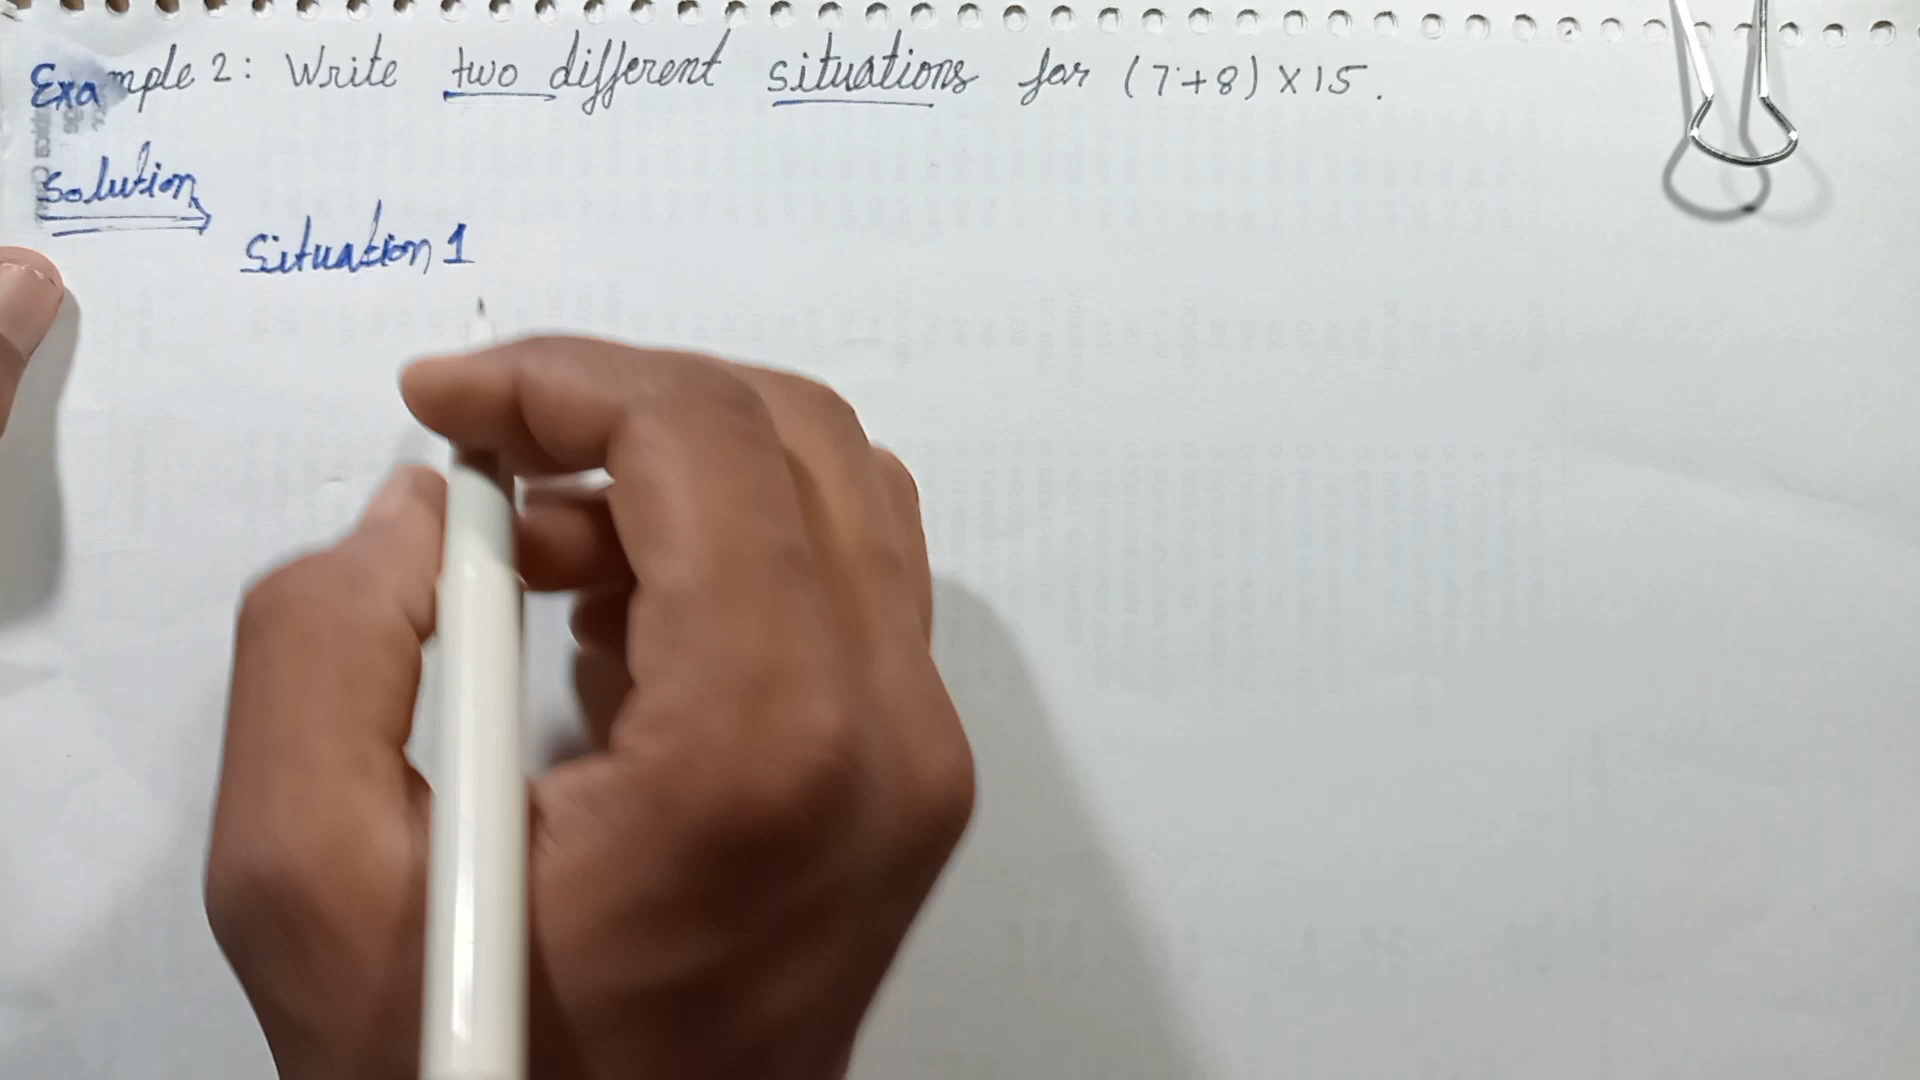 Example 2: Write two different situations for (7+8) × 15.
Solution
Situation 1